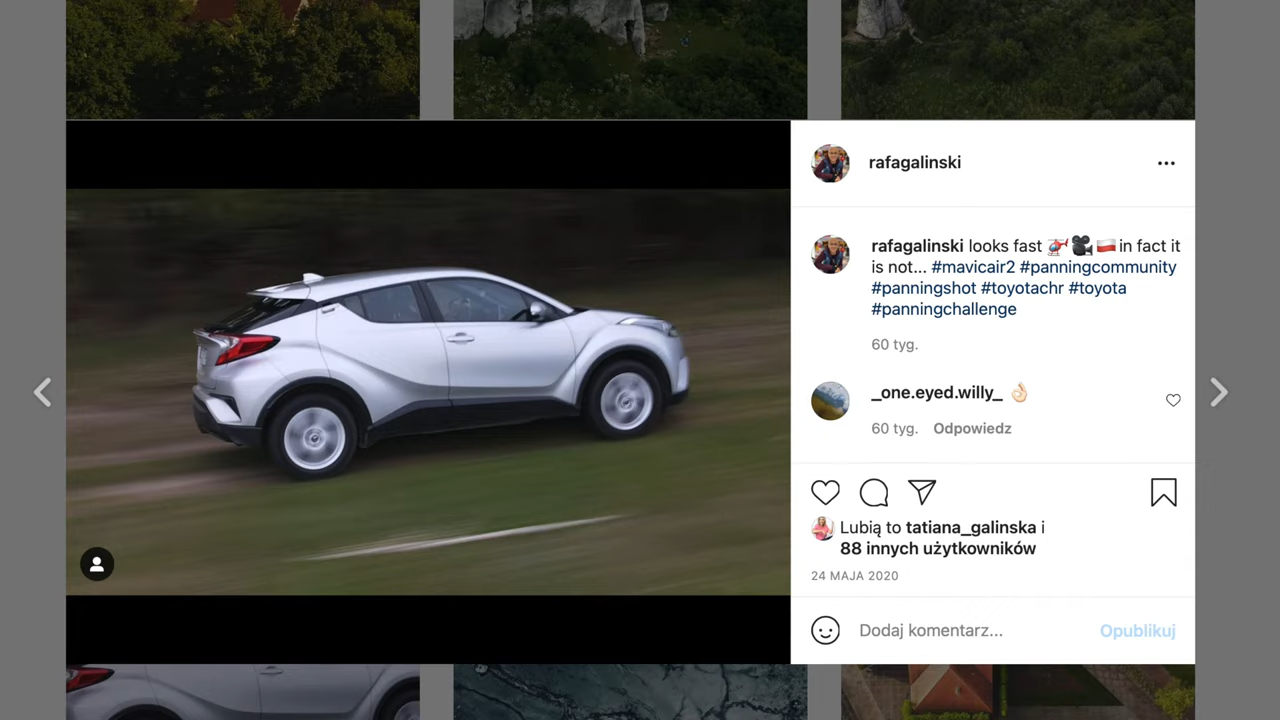 rafagalinski
rafagalinski looks fast 🚁🎥🇵🇱 in fact it
is not... #mavicair2 #panningcommunity
#panningshot #toyotachr #toyota
#panningchallenge
60 tyg.
_one.eyed.willy_ 👌🏻
60 tyg. Odpowiedz
Lubią to tatiana_galinska i
88 innych użytkowników
24 MAJA 2020
Dodaj komentarz...
Opublikuj